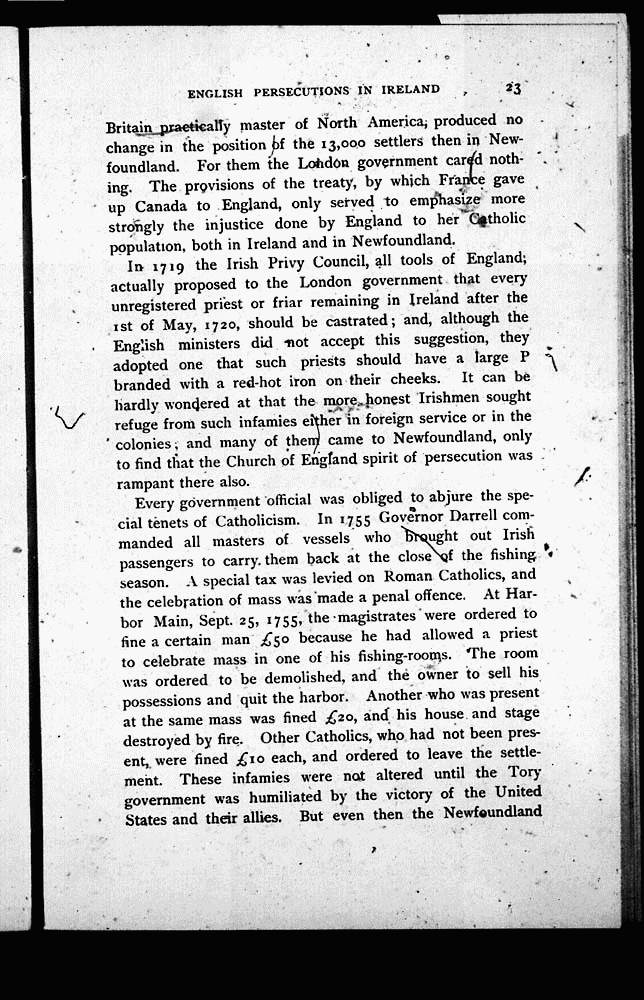 ENGLISH PERSECUTIONS IN IRELAND 23
Britain practically master of North America, produced no
change in the position of the 13,000 settlers then in New-
foundland. For them the London government cared noth-
ing. The provisions of the treaty, by which France gave
up Canada to England, only served to emphasize more
strongly the injustice done by England to her Catholic
population, both in Ireland and in Newfoundland.
In 1719 the Irish Privy Council, all tools of England,
actually proposed to the London government that every
unregistered priest or friar remaining in Ireland after the
1st of May, 1720, should be castrated; and, although the
English ministers did not accept this suggestion, they
adopted one that such priests should have a large P
branded with a red-hot iron on their cheeks. It can be
hardly wondered at that the more honest Irishmen sought
refuge from such infamies either in foreign service or in the
colonies; and many of them came to Newfoundland, only
to find that the Church of England spirit of persecution was
rampant there also.
Every government official was obliged to abjure the spe-
cial tenets of Catholicism. In 1755 Governor Darrell com-
manded all masters of vessels who brought out Irish
passengers to carry them back at the close of the fishing
season. A special tax was levied on Roman Catholics, and
the celebration of mass was made a penal offence. At Har-
bor Main, Sept. 25, 1755, the magistrates were ordered to
fine a certain man £50 because he had allowed a priest
to celebrate mass in one of his fishing-rooms. The room
was ordered to be demolished, and the owner to sell his
possessions and quit the harbor. Another who was present
at the same mass was fined £20, and his house and stage
destroyed by fire. Other Catholics, who had not been pres-
ent, were fined £10 each, and ordered to leave the settle-
ment. These infamies were not altered until the Tory
government was humiliated by the victory of the United
States and their allies. But even then the Newfoundland